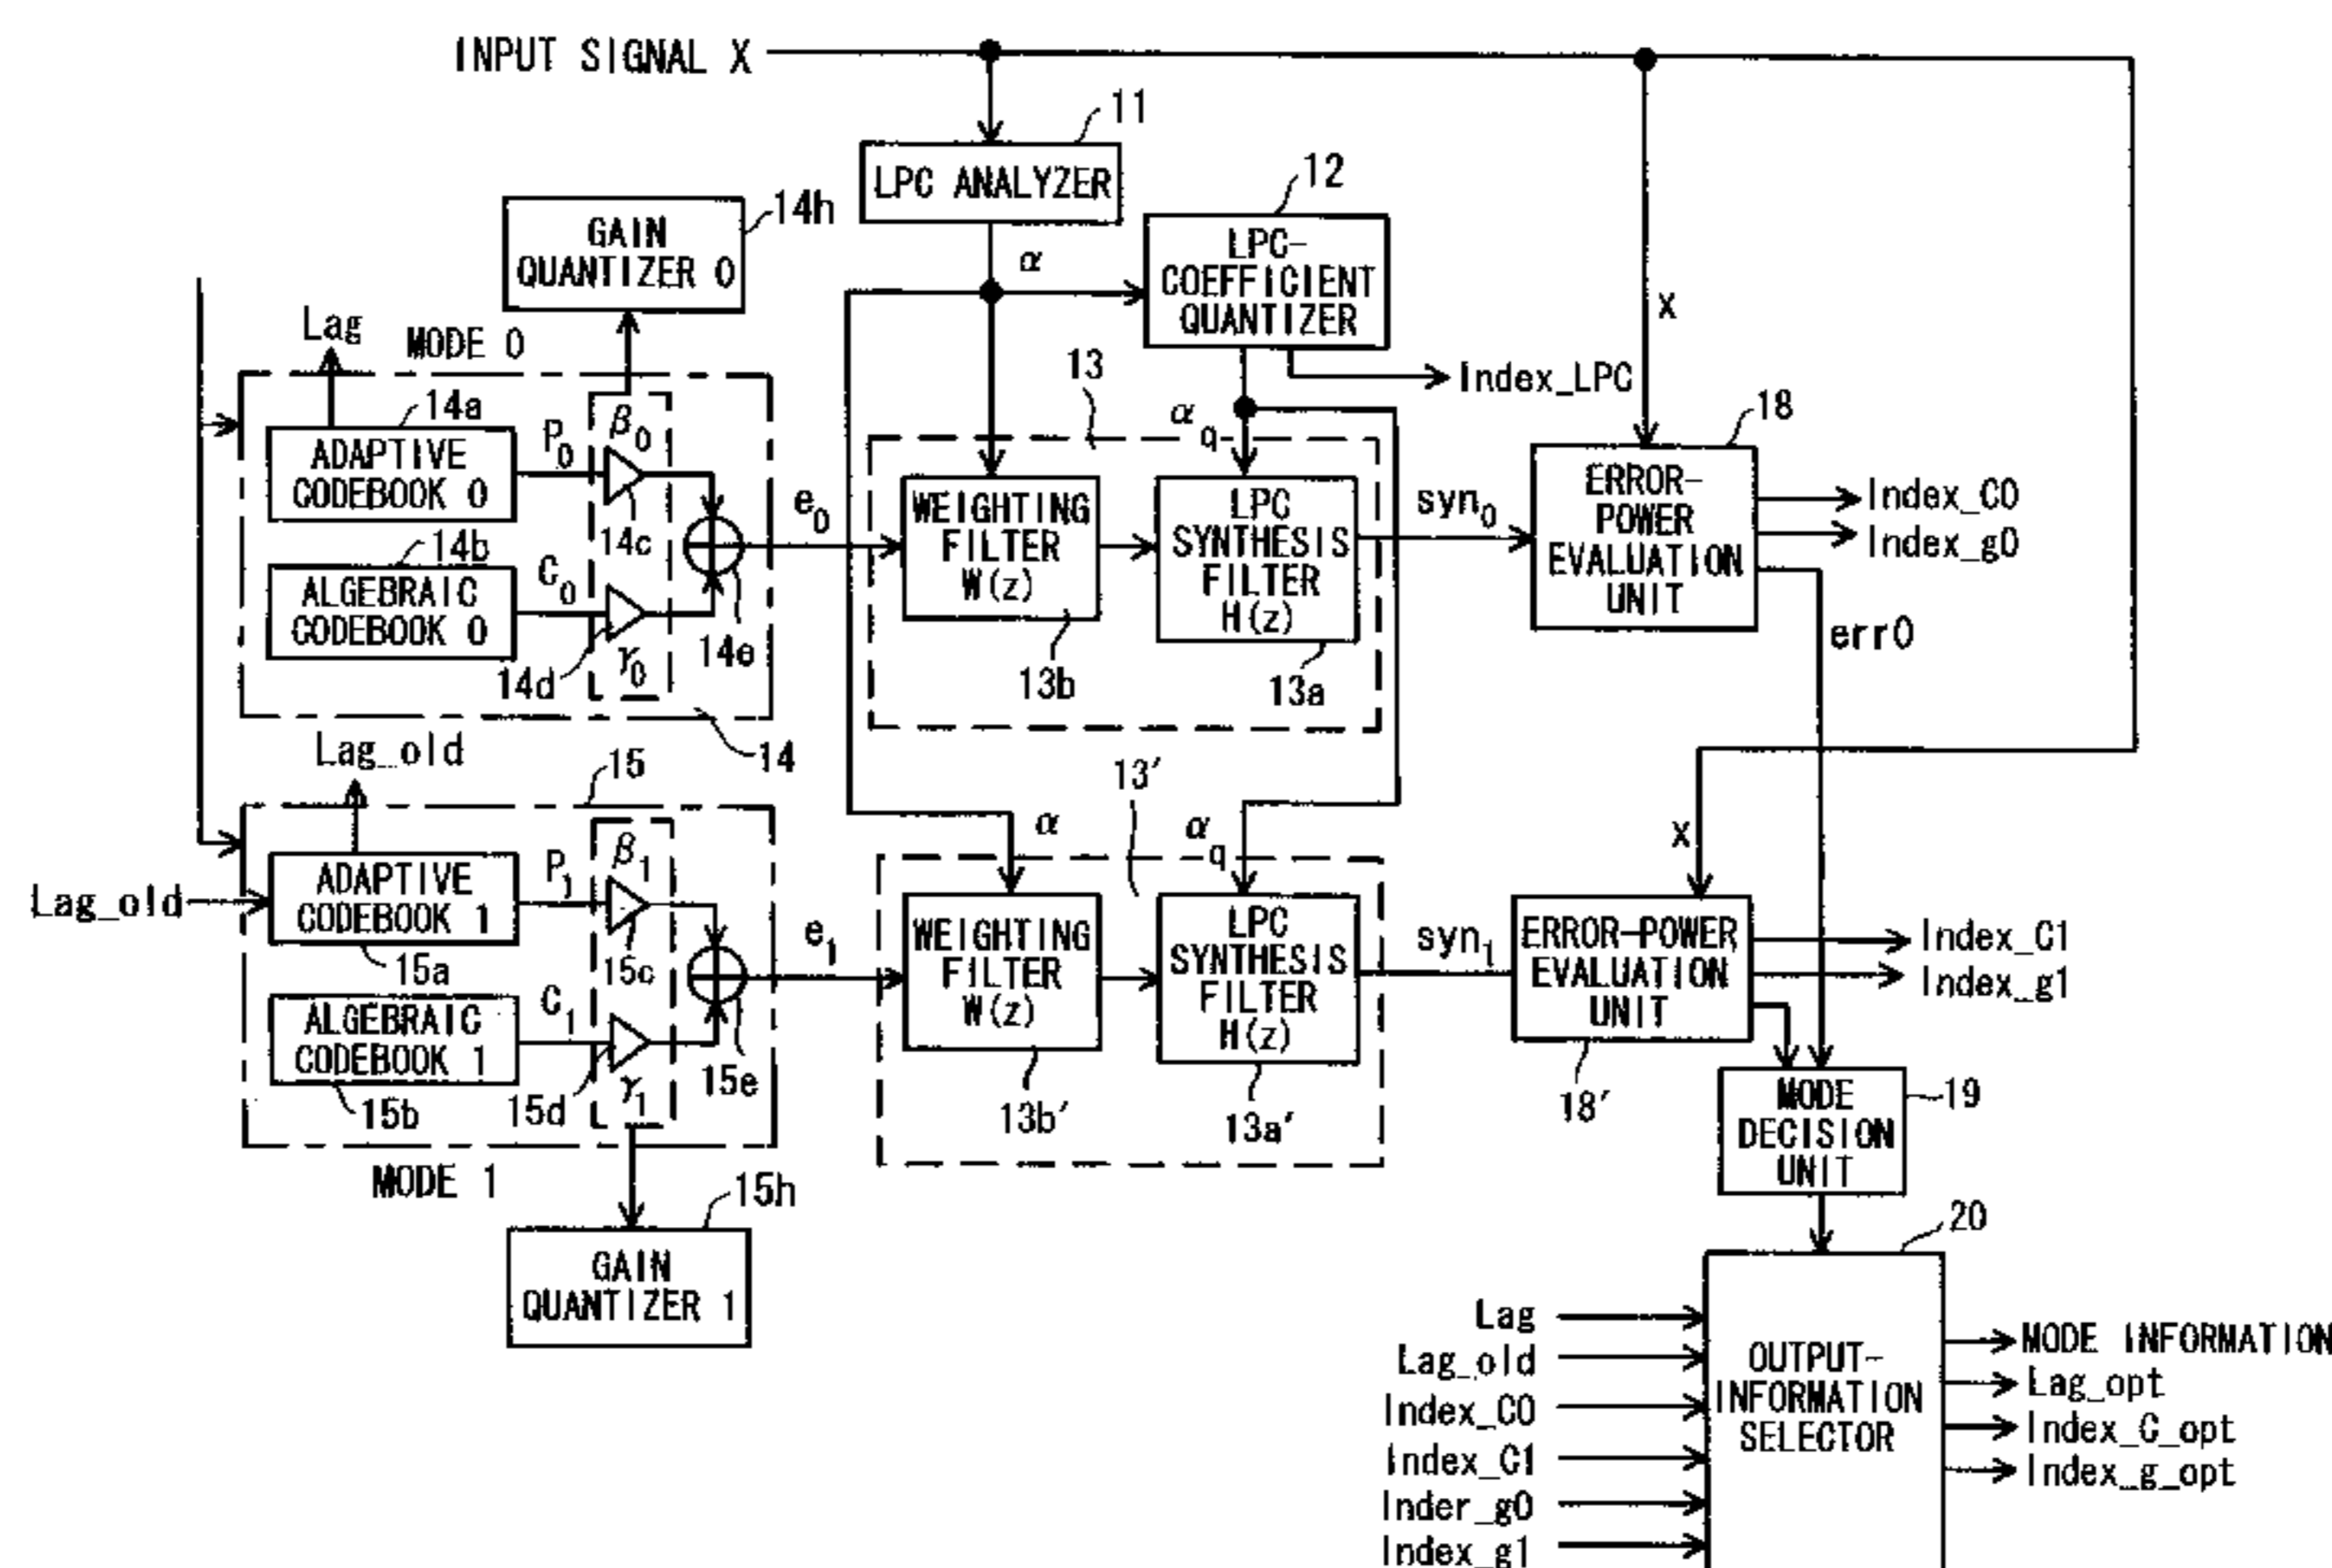 INPUT SIGNAL X
11
LPC ANALYZER
12
14h
GAIN
QUANTIZER 0
α
LPC-
COEFFICIENT
QUANTIZER
X
Lag
MODE 0
13
Index_LPC
14a
ADAPTIVE
CODEBOOK 0
P0
β0
14c
αq
18
ERROR-
POWER
EVALUATION
UNIT
Index_C0
Index_g0
e0
WEIGHTING
FILTER
W(z)
LPC
SYNTHESIS
FILTER
H(z)
syn0
14b
ALGEBRAIC
CODEBOOK 0
C0
14d
γ0
14e
13b
13a
err0
14
Lag_old
15
13′
α
αq
X
Lag_old
ADAPTIVE
CODEBOOK 1
15a
P1
β1
15c
e1
WEIGHTING
FILTER
W(z)
LPC
SYNTHESIS
FILTER
H(z)
syn1
ERROR-POWER
EVALUATION
UNIT
Index_C1
Index_g1
ALGEBRAIC
CODEBOOK 1
15b
C1
15d
γ1
15e
13b′
13a′
18′
MODE
DECISION
UNIT
19
MODE 1
15h
GAIN
QUANTIZER 1
20
Lag
Lag_old
Index_C0
Index_C1
Inder_g0
Index_g1
OUTPUT-
INFORMATION
SELECTOR
MODE INFORMATION
Lag_opt
Index_C_opt
Index_g_opt